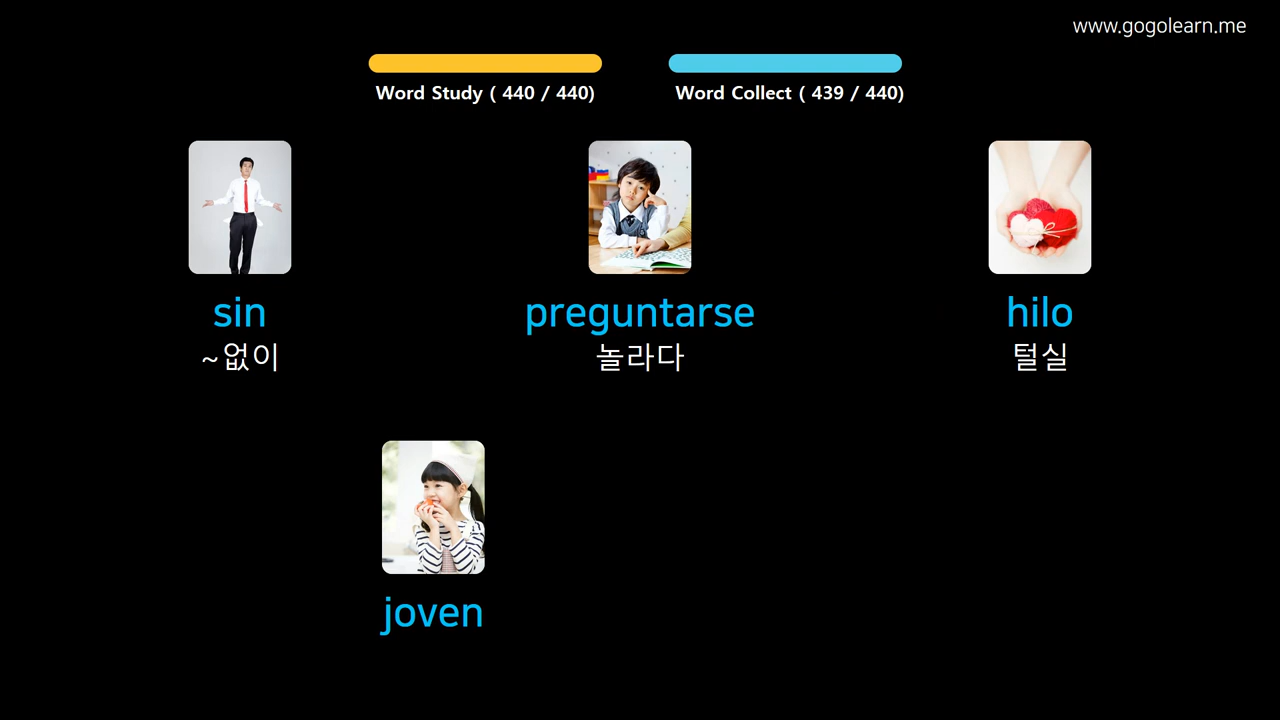 www.gogolearn.me
Word Study ( 440 / 440)
Word Collect ( 439 / 440)
sin
~없이
preguntarse
놀라다
hilo
털실
joven